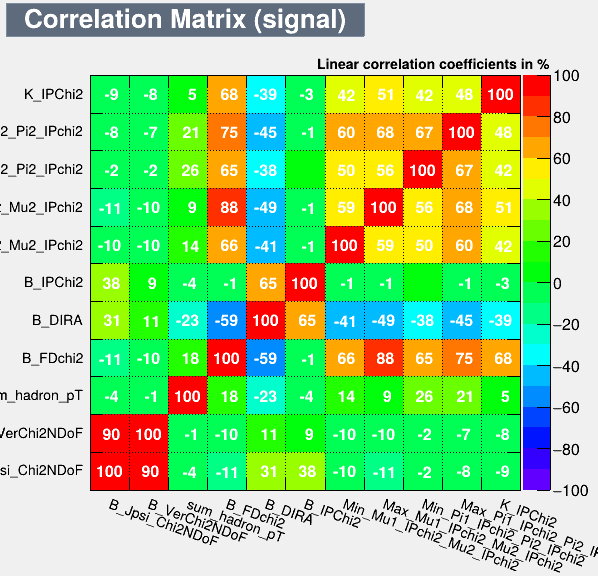 Correlation Matrix (signal)
Linear correlation coefficients in %
K_IPChi2 -9 -8 5 68 -39 -3 42 51 42 48 100
2_Pi2_IPchi2 -8 -7 21 75 -45 -1 60 68 67 100 48
2_Pi2_IPchi2 -2 -2 26 65 -38 50 56 100 67 42
_Mu2_IPchi2 -11 -10 9 88 -49 -1 59 100 56 68 51
_Mu2_IPchi2 -10 -10 14 66 -41 -1 100 59 50 60 42
B_IPChi2 38 9 -4 -1 65 100 -1 -1 -1 -3
B_DIRA 31 11 -23 -59 100 65 -41 -49 -38 -45 -39
B_FDchi2 -11 -10 18 100 -59 -1 66 88 65 75 68
m_hadron_pT -4 -1 100 18 -23 -4 14 9 26 21 5
VerChi2NDoF 90 100 -1 -10 11 9 -10 -10 -2 -7 -8
si_Chi2NDoF 100 90 -4 -11 31 38 -10 -11 -2 -8 -9
100
80
60
40
20
0
−20
−40
−60
−80
−100
B_Jpsi_Chi2NDoF
B_VerChi2NDoF
sum_hadron_pT
B_FDchi2
B_DIRA
B_IPChi2
Min_Mu1_IPchi2_Mu2_IPchi2
Max_Mu1_IPchi2_Mu2_IPchi2
Min_Pi1_IPchi2_Pi2_IPchi2
Max_Pi1_IPchi2_Pi2_IP
K_IPChi2